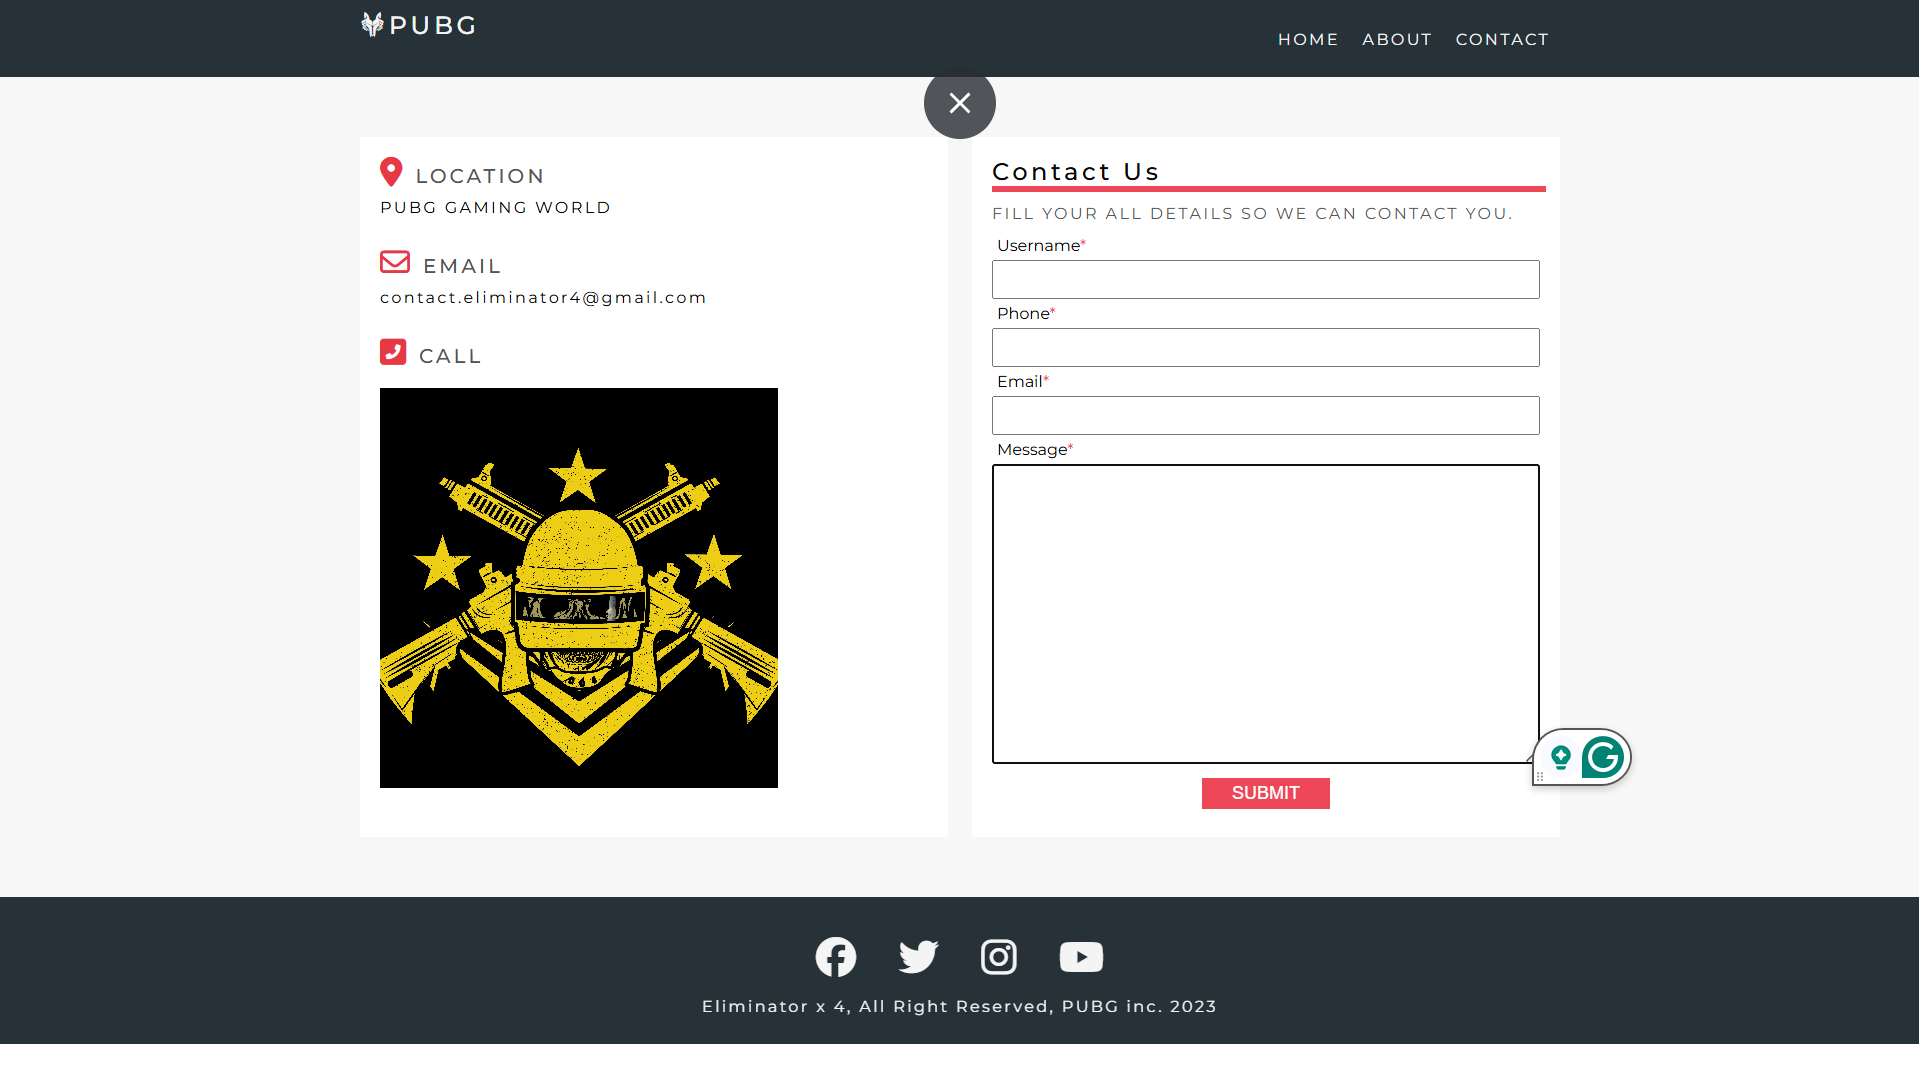 PUBG
HOME ABOUT CONTACT
LOCATION
PUBG GAMING WORLD
EMAIL
contact.eliminator4@gmail.com
CALL
Contact Us
FILL YOUR ALL DETAILS SO WE CAN CONTACT YOU.
Username*
Phone*
Email*
Message*
SUBMIT
Eliminator x 4, All Right Reserved, PUBG inc. 2023